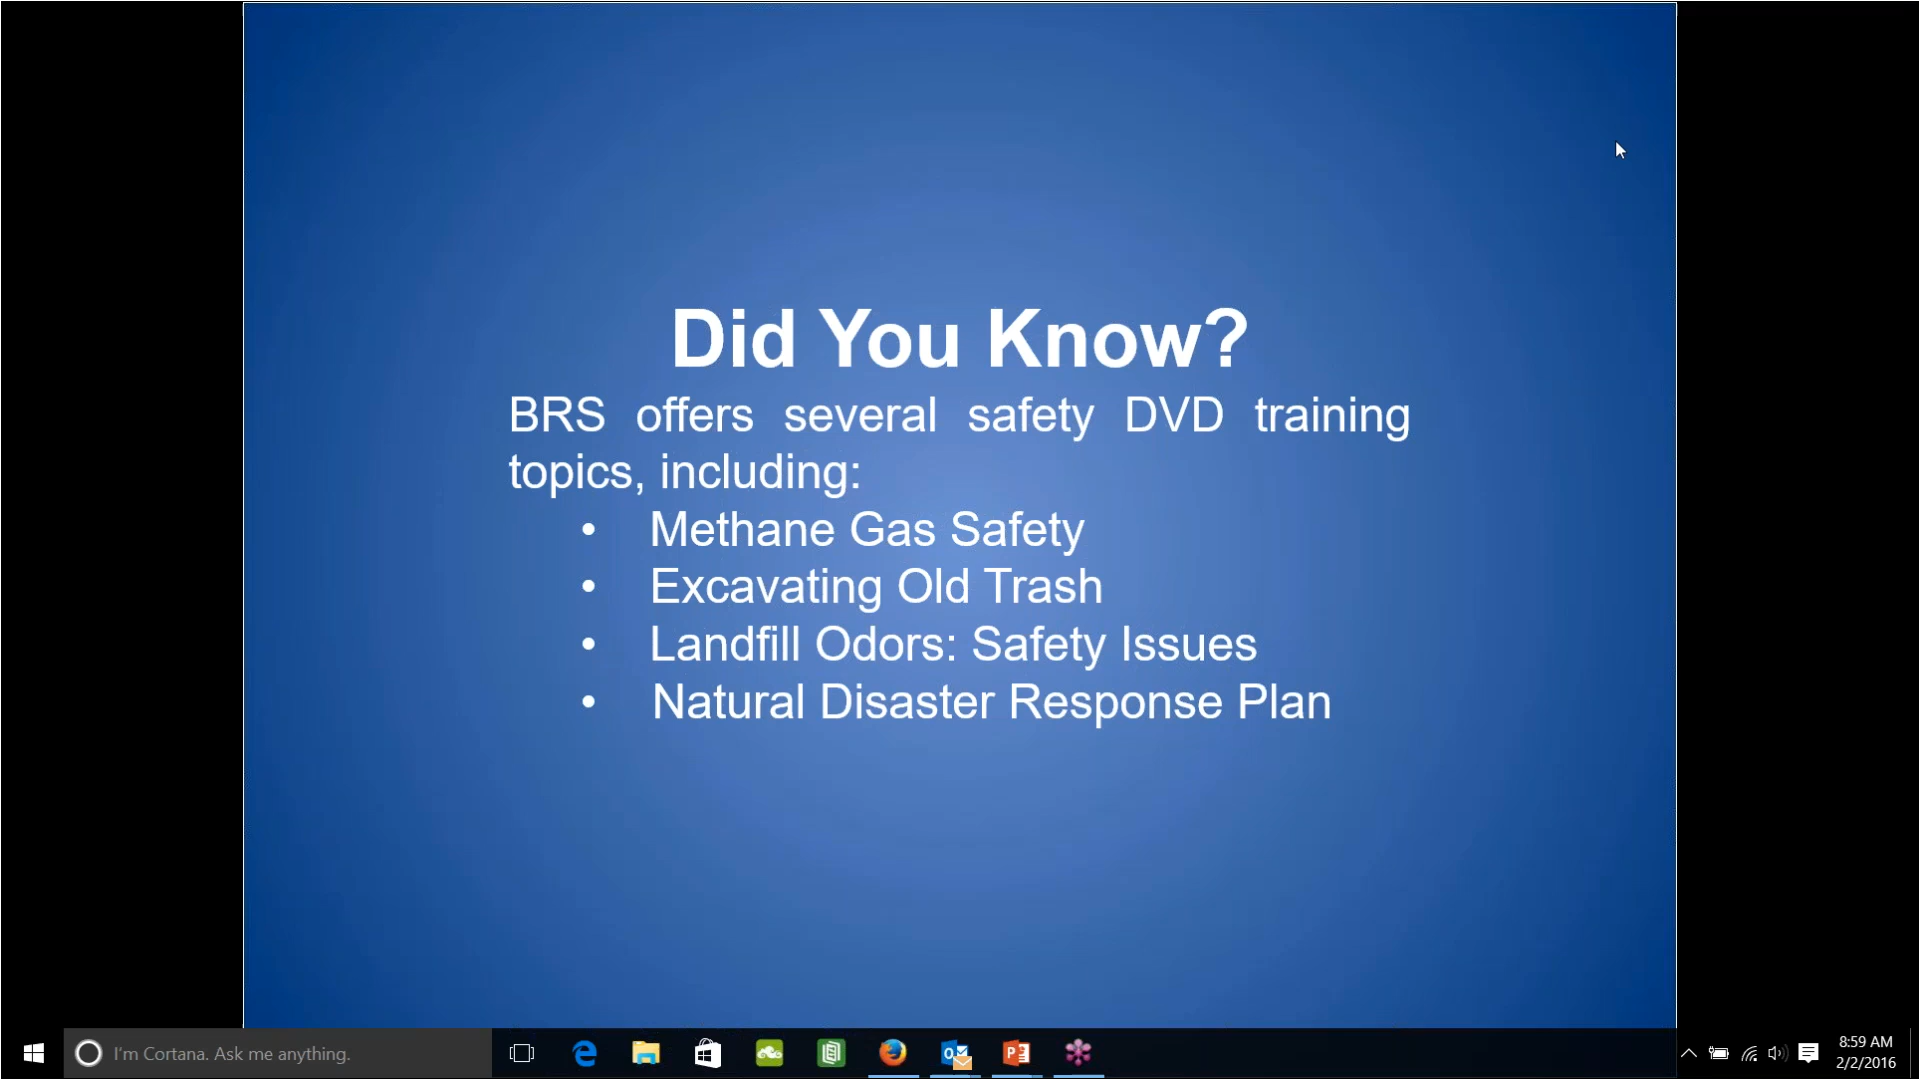 Did You Know?
BRS offers several safety DVD training
topics, including:
• Methane Gas Safety
• Excavating Old Trash
• Landfill Odors: Safety Issues
• Natural Disaster Response Plan
I'm Cortana. Ask me anything.
8:59 AM
2/2/2016